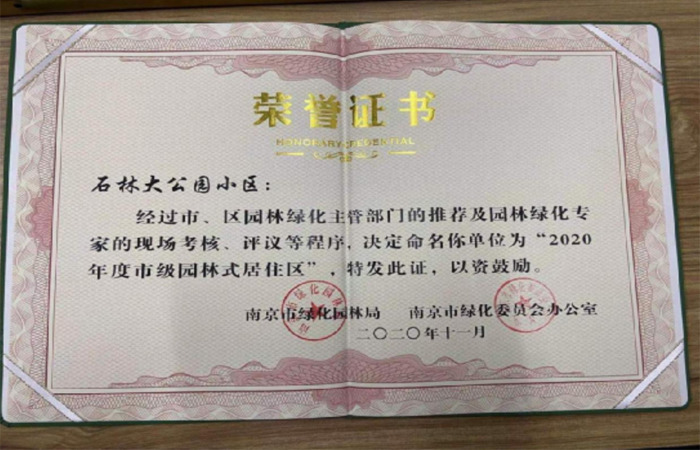 荣誉证书
HONORARY CREDENTIAL
石林大公园小区：
经过市、区园林绿化主管部门的推荐及园林绿化专
家的现场考核、评议等程序，决定命名你单位为“2020
年度市级园林式居住区”，特发此证，以资鼓励。
南京市绿化园林局 南京市绿化委员会办公室
二〇二〇年十一月